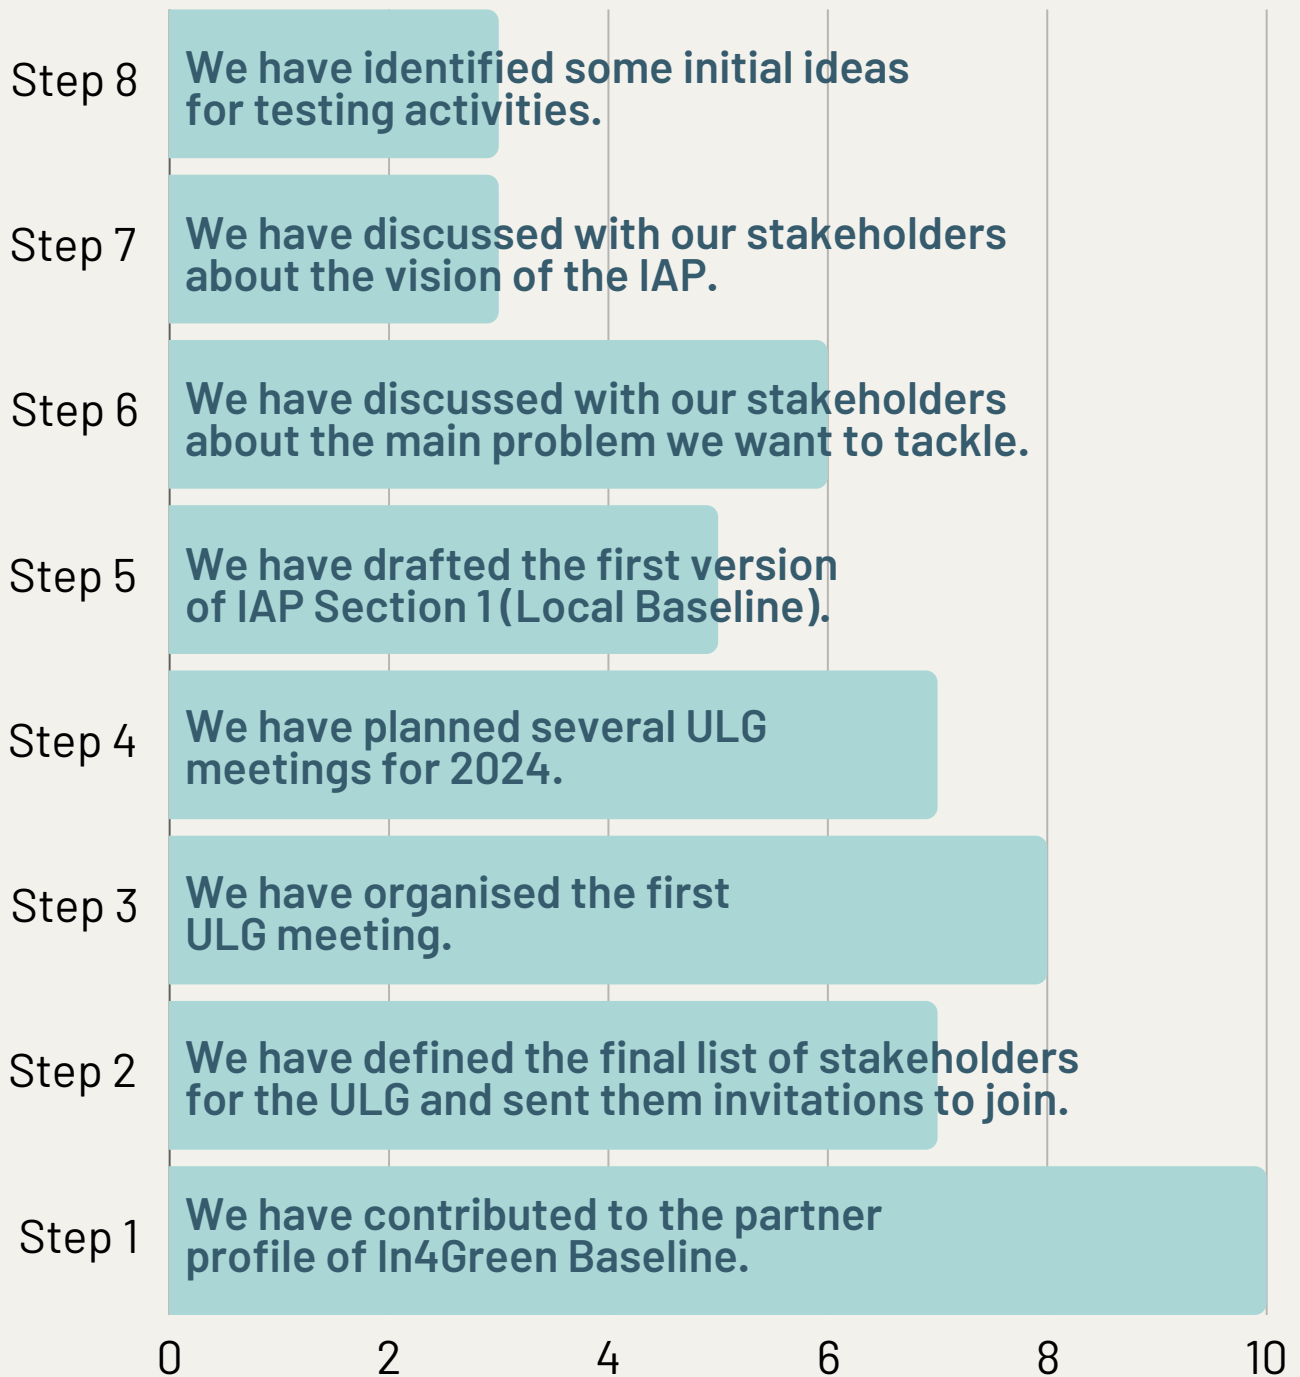 Step 8
We have identified some initial ideas
for testing activities.
Step 7
We have discussed with our stakeholders
about the vision of the IAP.
Step 6
We have discussed with our stakeholders
about the main problem we want to tackle.
Step 5
We have drafted the first version
of IAP Section 1 (Local Baseline).
Step 4
We have planned several ULG
meetings for 2024.
Step 3
We have organised the first
ULG meeting.
Step 2
We have defined the final list of stakeholders
for the ULG and sent them invitations to join.
Step 1
We have contributed to the partner
profile of In4Green Baseline.
0 2 4 6 8 10